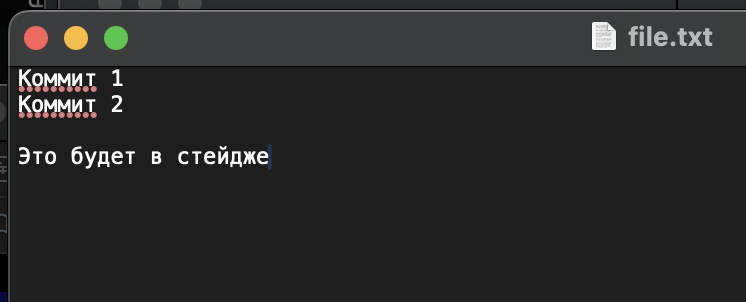 file.txt
Коммит 1
Коммит 2
Это будет в стейдже